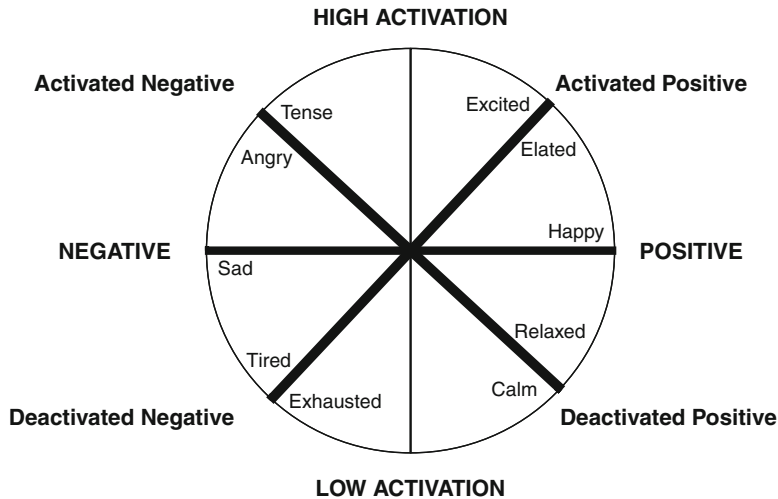 HIGH ACTIVATION
Activated Negative
Activated Positive
Tense
Excited
Angry
Elated
Happy
NEGATIVE
POSITIVE
Sad
Relaxed
Tired
Calm
Exhausted
Deactivated Negative
Deactivated Positive
LOW ACTIVATION